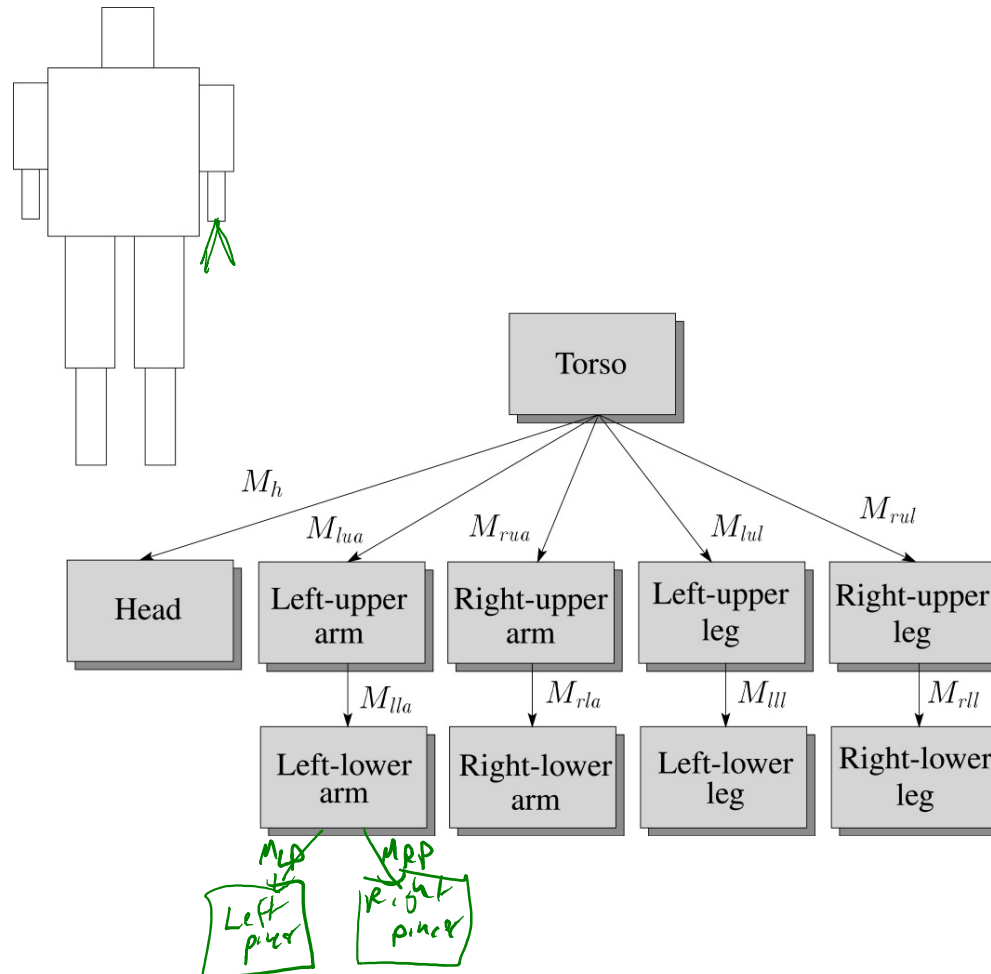 Torso
M_h
M_lua
M_rua
M_lul
M_rul
Head
Left-upper
arm
Right-upper
arm
Left-upper
leg
Right-upper
leg
M_lla
M_rla
M_lll
M_rll
Left-lower
arm
Right-lower
arm
Left-lower
leg
Right-lower
leg
M_LP
M_RP
Left
Right
pincer